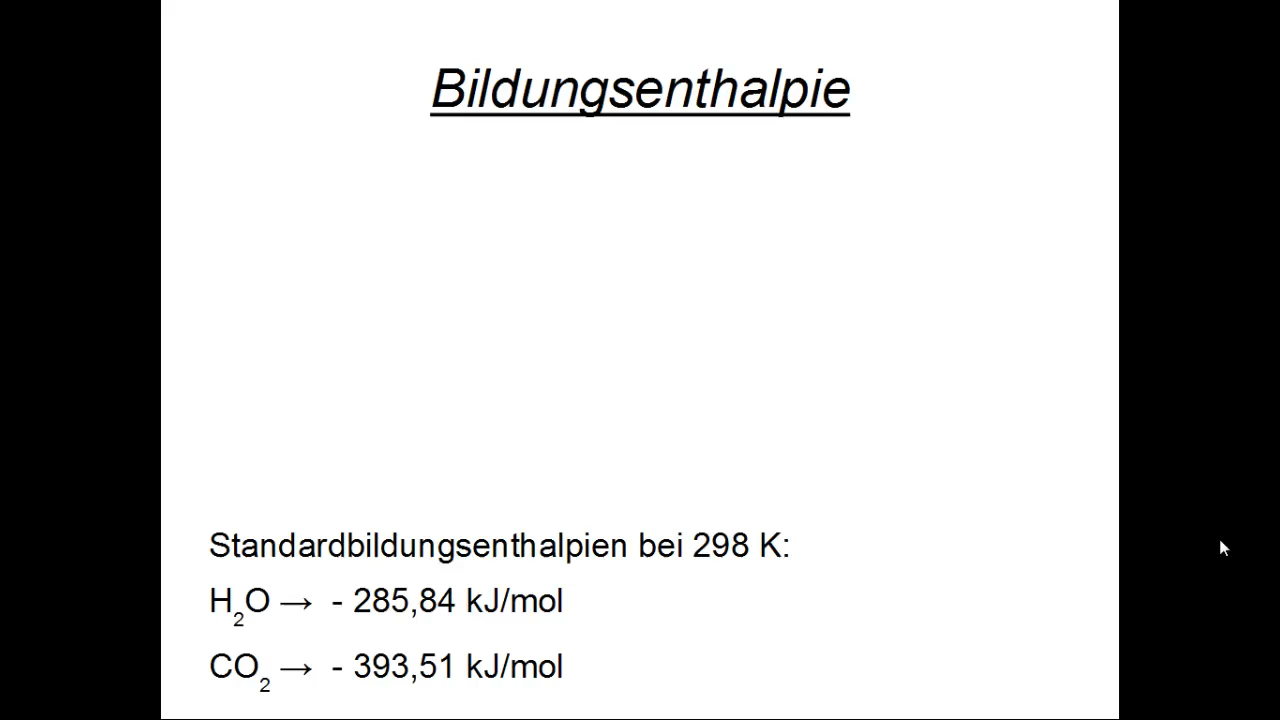 Bildungsenthalpie
Standardbildungsenthalpien bei 298 K:
H₂O → - 285,84 kJ/mol
CO₂ → - 393,51 kJ/mol